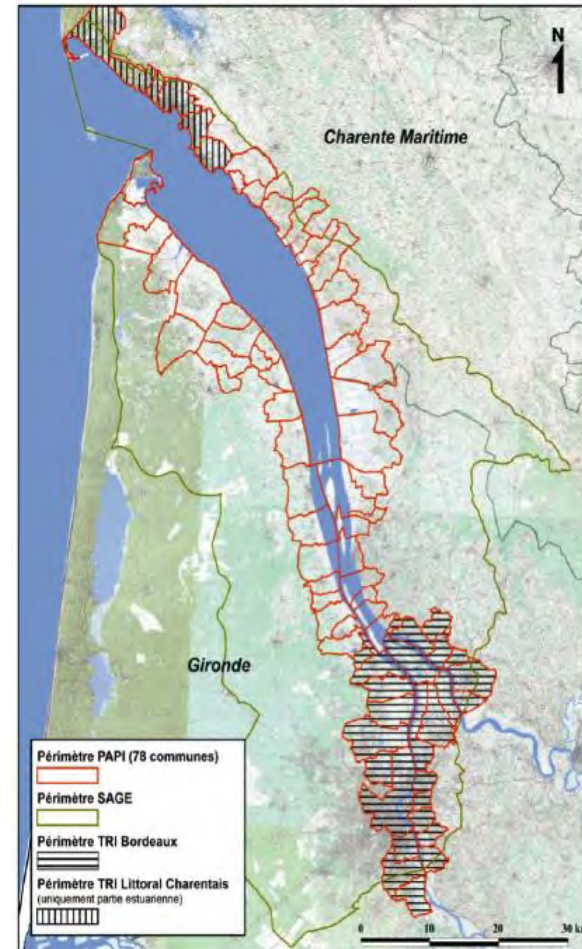 N
Charente Maritime
Gironde
Périmètre PAPI (78 communes)
Périmètre SAGE
Périmètre TRI Bordeaux
Périmètre TRI Littoral Charentais
(uniquement partie estuarienne)
0 10 20 30 km